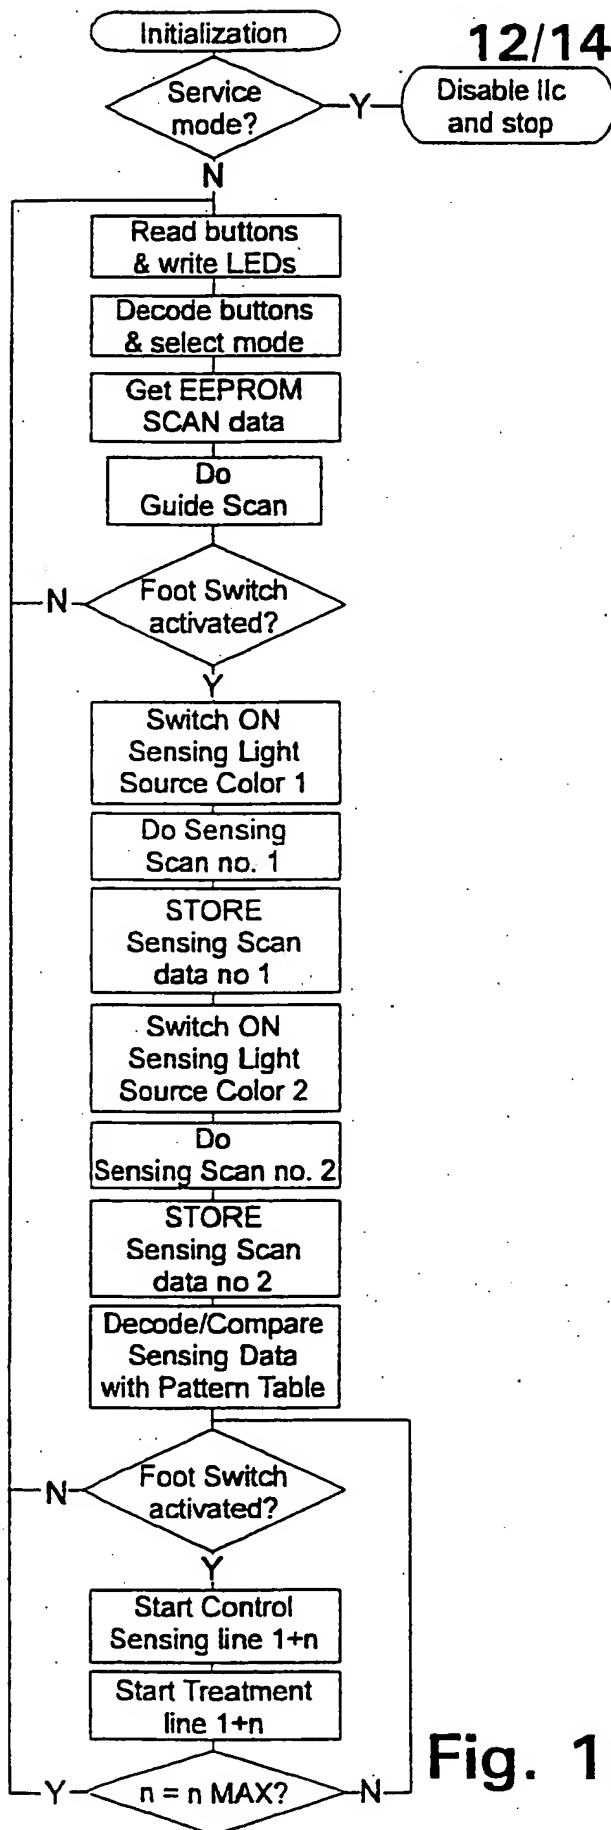 Initialization
12/14
Service
mode?
Y
Disable IIc
and stop
N
Read buttons
& write LEDs
Decode buttons
& select mode
Get EEPROM
SCAN data
Do
Guide Scan
Foot Switch
activated?
N
Y
Switch ON
Sensing Light
Source Color 1
Do Sensing
Scan no. 1
STORE
Sensing Scan
data no 1
Switch ON
Sensing Light
Source Color 2
Do
Sensing Scan no. 2
STORE
Sensing Scan
data no 2
Decode/Compare
Sensing Data
with Pattern Table
Foot Switch
activated?
N
Y
Start Control
Sensing line 1+n
Start Treatment
line 1+n
Y
n = n MAX?
N
Fig. 1